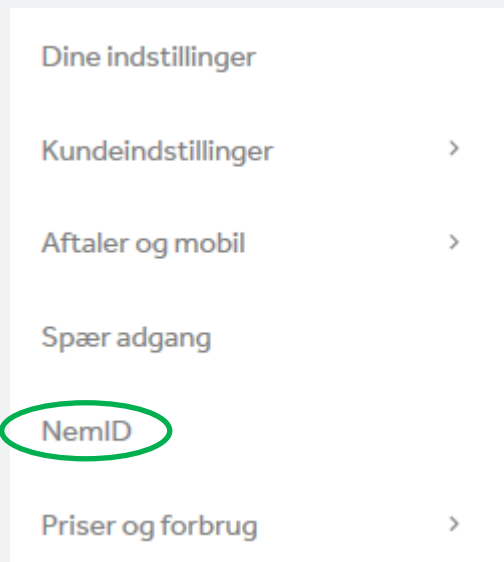 Dine indstillinger
Kundeindstillinger
Aftaler og mobil
Spær adgang
NemID
Priser og forbrug